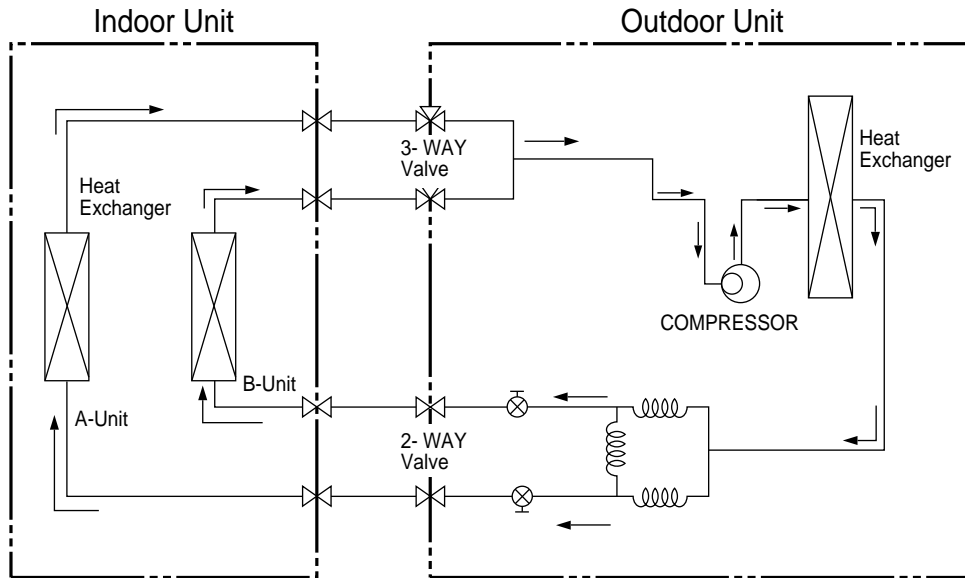 Indoor Unit
Outdoor Unit
3- WAY
Valve
Heat
Exchanger
Heat
Exchanger
COMPRESSOR
B-Unit
A-Unit
2- WAY
Valve